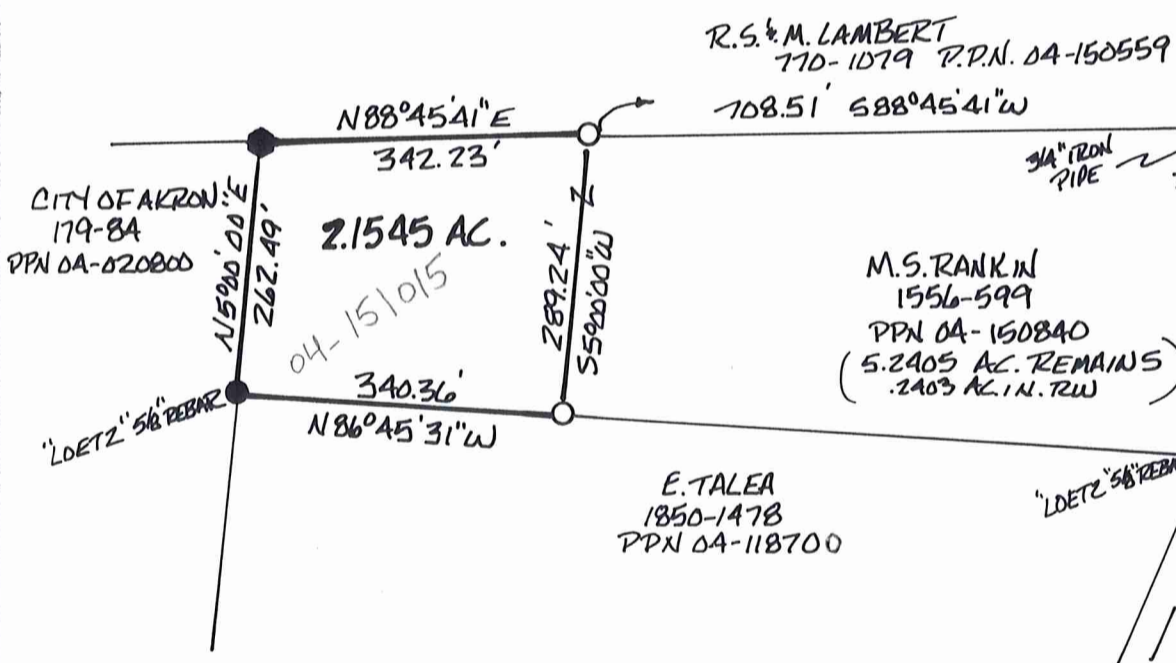 R.S. & M. LAMBERT
770-1079 P.P.N. 04-150559
N88°45'41"E
708.51' S88°45'41"W
342.23'
3/4" IRON
PIPE
CITY OF AKRON
179-84
PPN 04-020800
N5°00'00"E
262.49'
2.1545 AC.
04-151015
289.24'
S5°00'00"W
M.S. RANKIN
1556-599
PPN 04-150840
(5.2405 AC. REMAINS
.2403 AC. IN. RW)
340.36'
N86°45'31"W
"LOETZ" 5/8" REBAR
E. TALEA
1850-1478
PPN 04-118700
"LOETZ" 5/8"